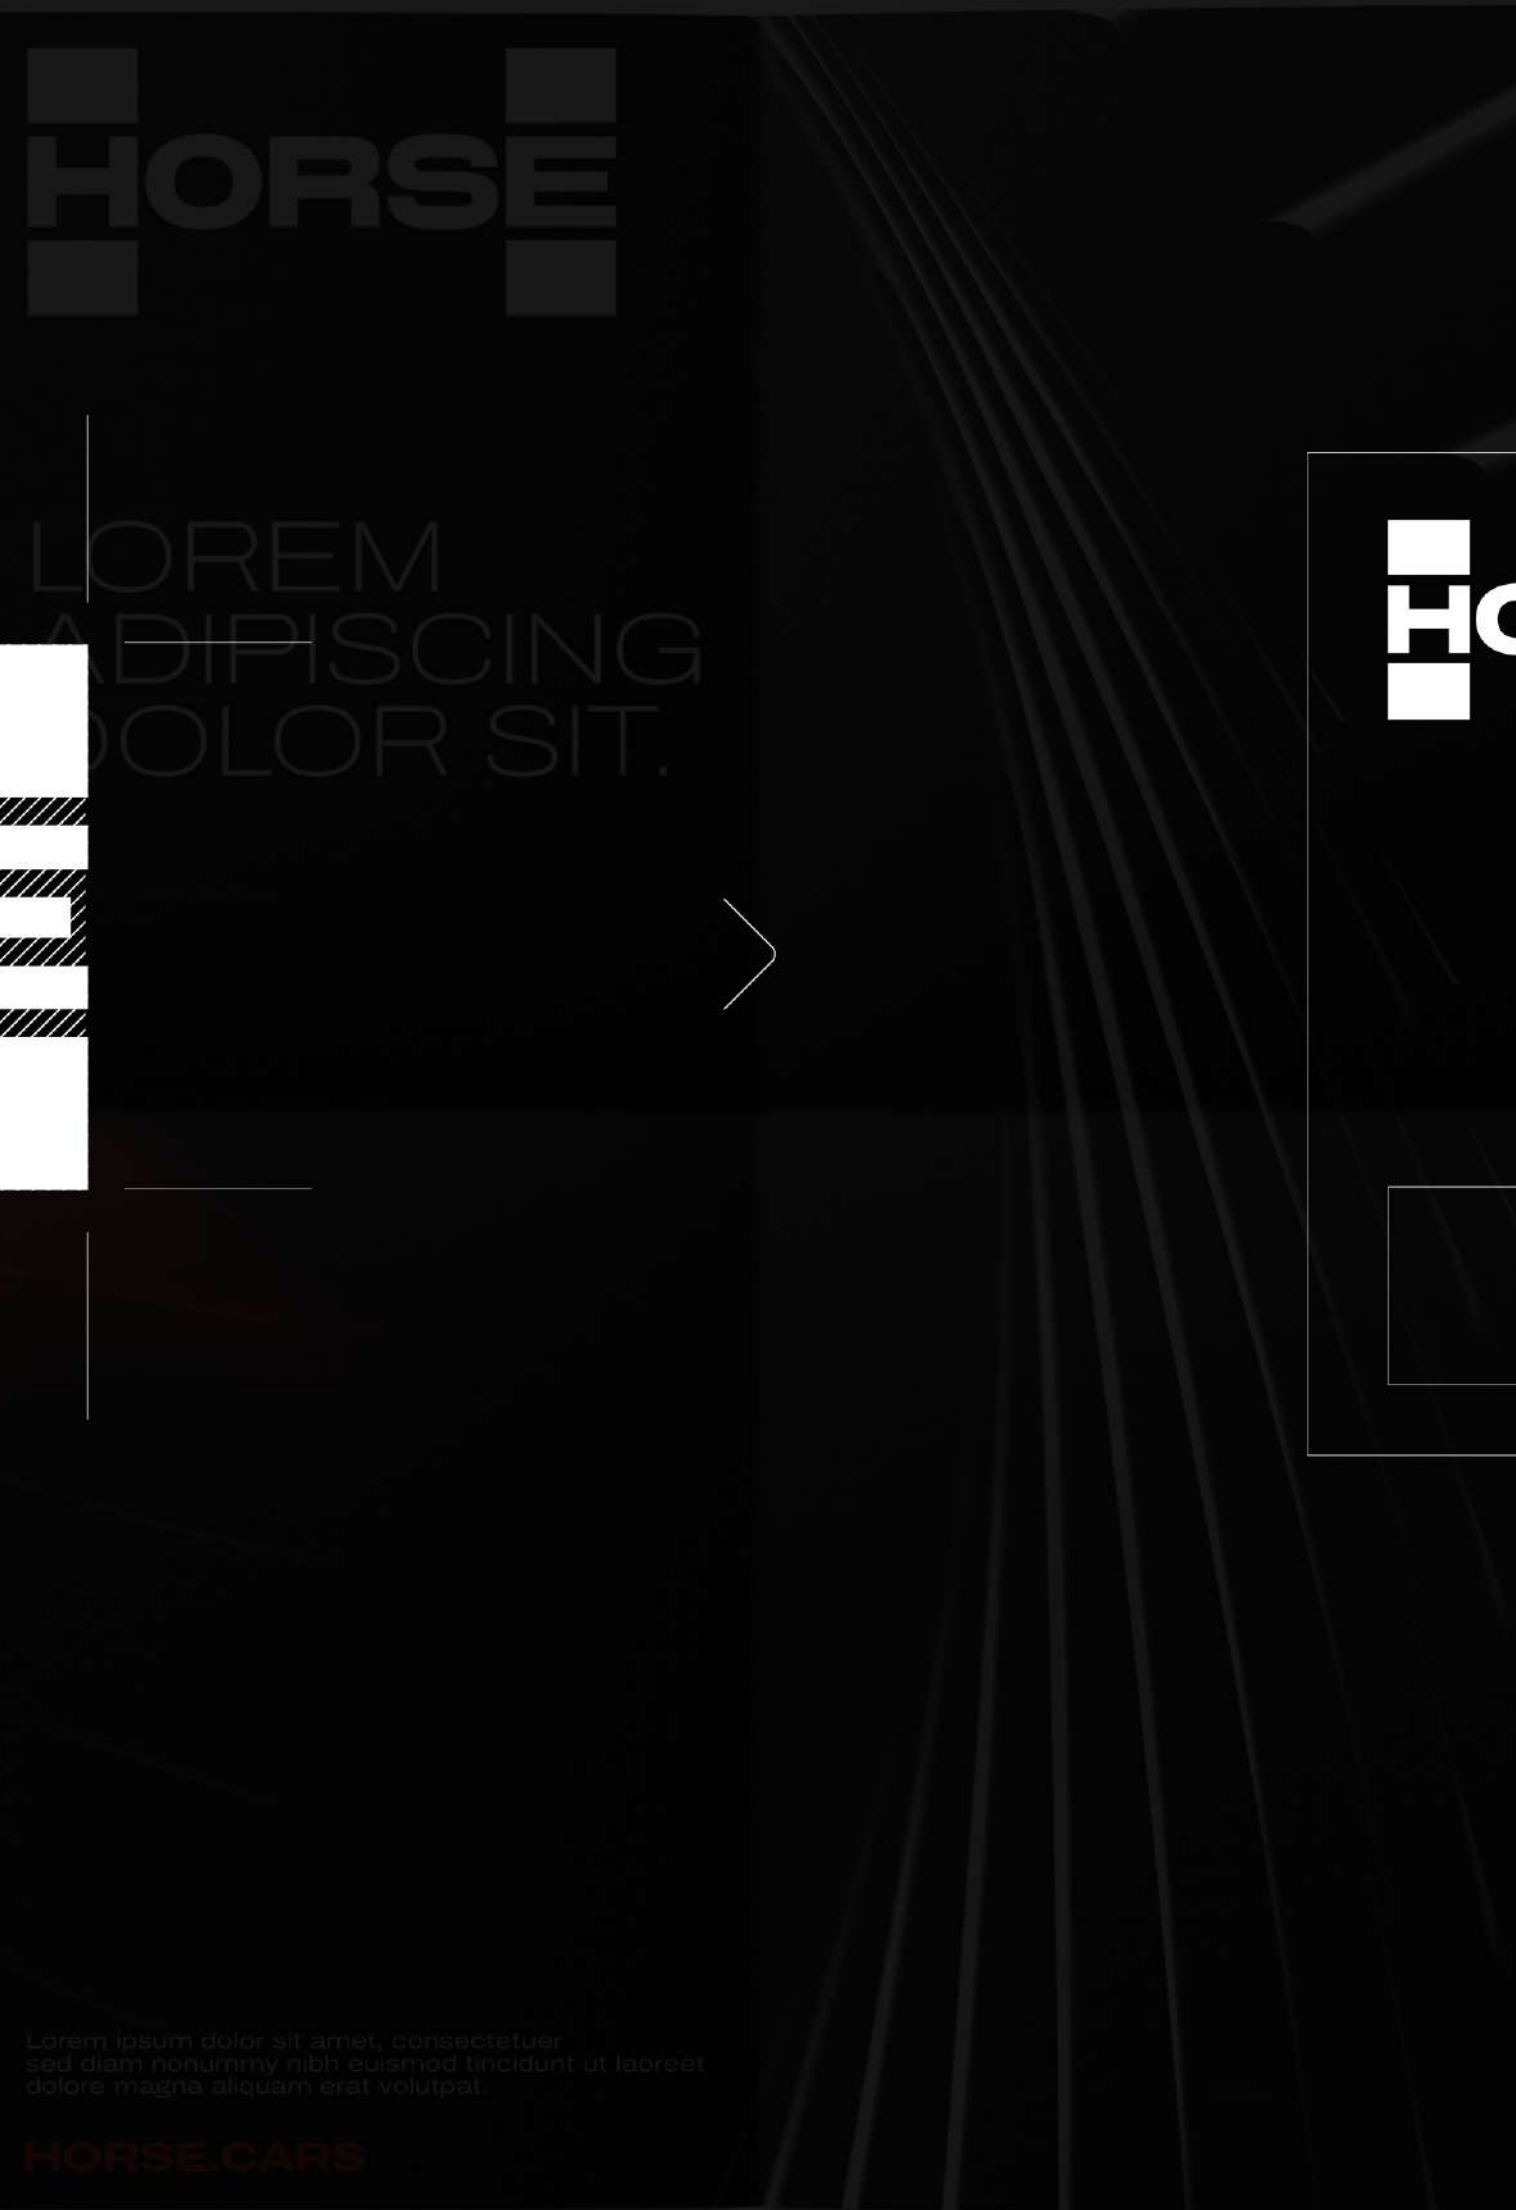 HORSE
LOREM
ADIPISCING
DOLOR SIT.
E
HO
Lorem ipsum dolor sit amet, consectetuer
sed diam nonummy nibh euismod tincidunt ut laoreet
dolore magna aliquam erat volutpat.
HORSE.CARS